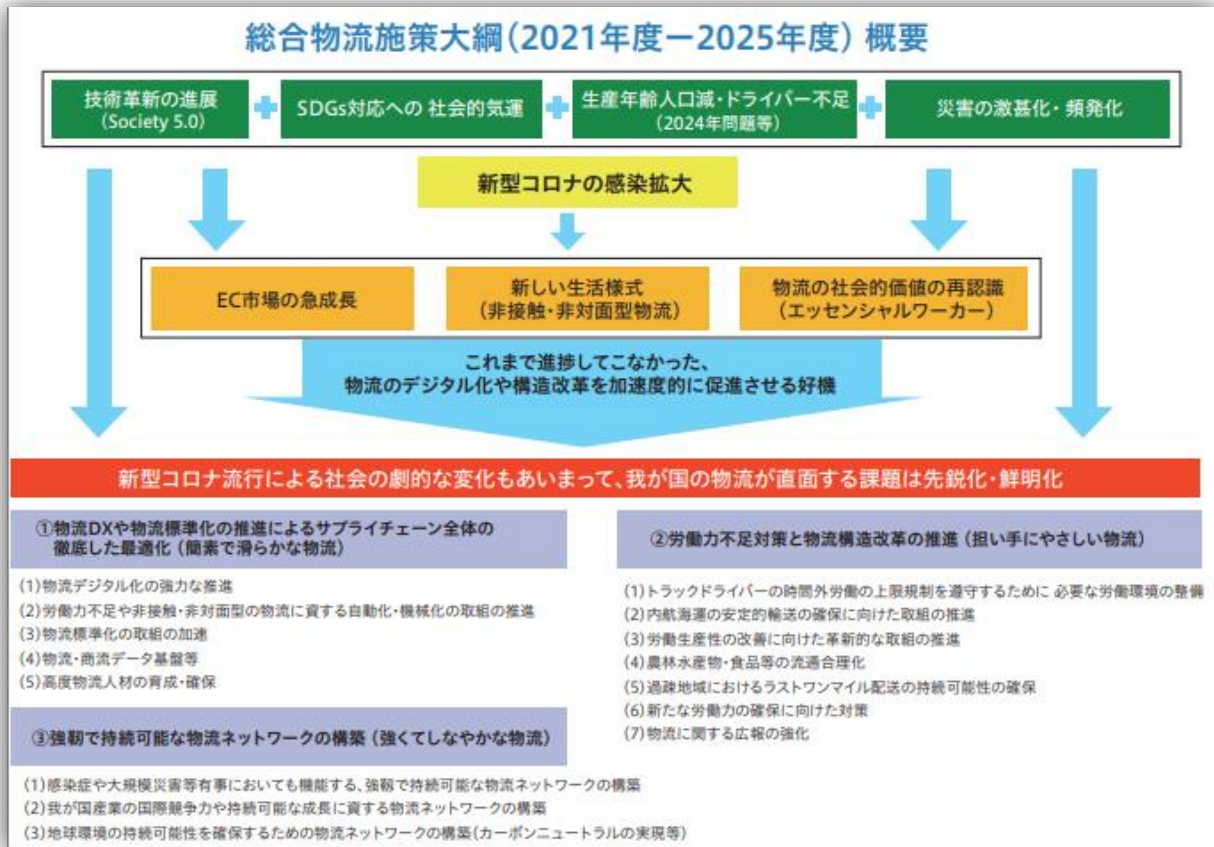 総合物流施策大綱(2021年度ー2025年度) 概要
技術革新の進展
(Society 5.0)
SDGs対応への 社会的気運
生産年齢人口減・ドライバー不足
(2024年問題等)
災害の激甚化・頻発化
新型コロナの感染拡大
EC市場の急成長
新しい生活様式
(非接触・非対面型物流)
物流の社会的価値の再認識
(エッセンシャルワーカー)
これまで進捗してこなかった、
物流のデジタル化や構造改革を加速度的に促進させる好機
新型コロナ流行による社会の劇的な変化もあいまって、我が国の物流が直面する課題は先鋭化・鮮明化
①物流DXや物流標準化の推進によるサプライチェーン全体の
徹底した最適化 (簡素で滑らかな物流)
(1)物流デジタル化の強力な推進
(2)労働力不足や非接触・非対面型の物流に資する自動化・機械化の取組の推進
(3)物流標準化の取組の加速
(4)物流・商流データ基盤等
(5)高度物流人材の育成・確保
②労働力不足対策と物流構造改革の推進 (担い手にやさしい物流)
(1)トラックドライバーの時間外労働の上限規制を遵守するために 必要な労働環境の整備
(2)内航海運の安定的輸送の確保に向けた取組の推進
(3)労働生産性の改善に向けた革新的な取組の推進
(4)農林水産物・食品等の流通合理化
(5)過疎地域におけるラストワンマイル配送の持続可能性の確保
(6)新たな労働力の確保に向けた対策
(7)物流に関する広報の強化
③強靭で持続可能な物流ネットワークの構築 (強くてしなやかな物流)
(1)感染症や大規模災害等有事においても機能する、強靭で持続可能な物流ネットワークの構築
(2)我が国産業の国際競争力や持続可能な成長に資する物流ネットワークの構築
(3)地球環境の持続可能性を確保するための物流ネットワークの構築(カーボンニュートラルの実現等)